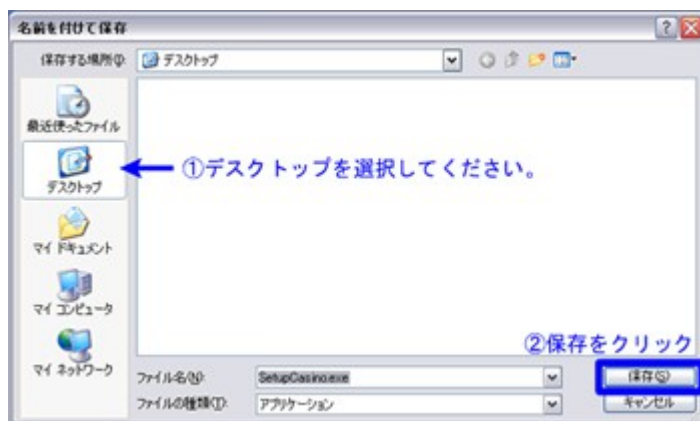 名前を付けて保存
保存する場所(I):
デスクトップ
最近使ったファイル
デスクトップ
マイ ドキュメント
マイ コンピュータ
マイ ネットワーク
①デスクトップを選択してください。
②保存をクリック
ファイル名(N):
SetupCasino.exe
保存(S)
ファイルの種類(T):
アプリケーション
キャンセル